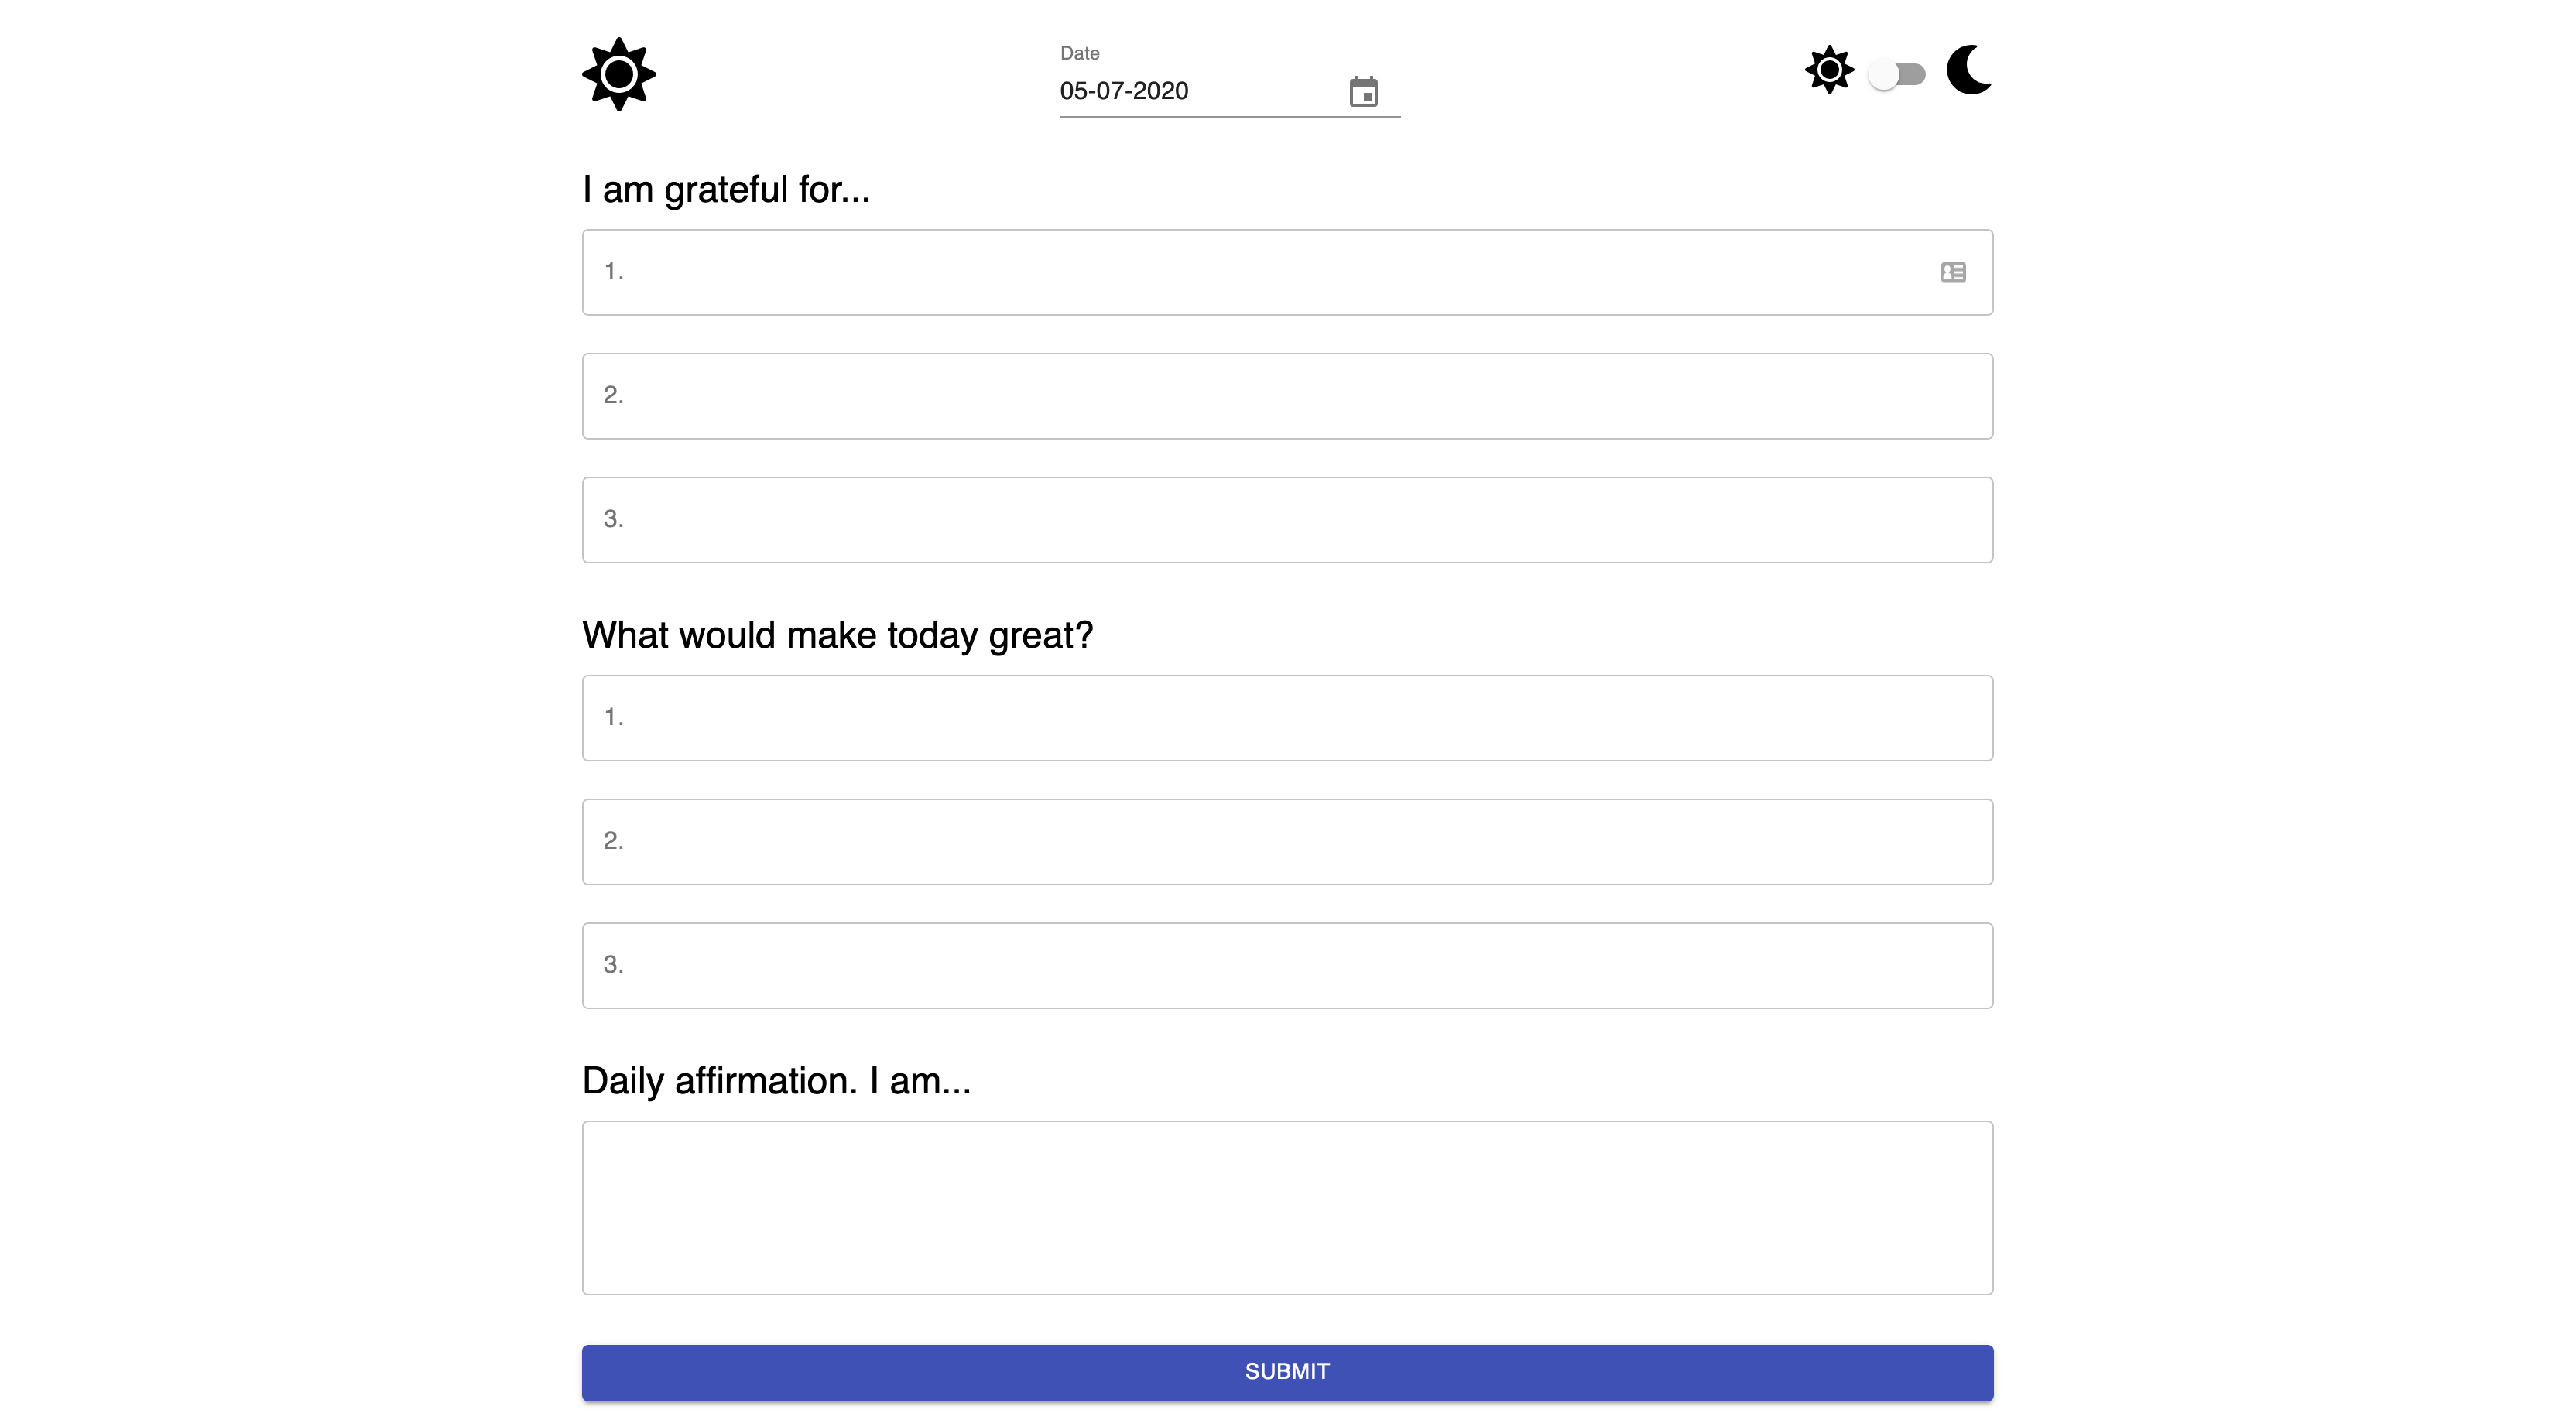 Date
05-07-2020
I am grateful for...
1.
2.
3.
What would make today great?
1.
2.
3.
Daily affirmation. I am...
SUBMIT